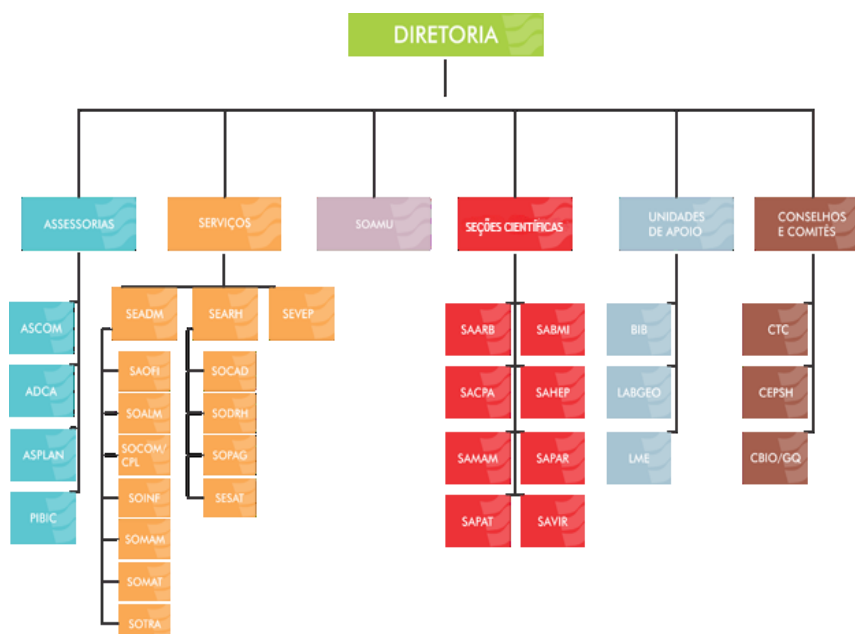 DIRETORIA
ASSESSORIAS
SERVIÇOS
SOAMU
SEÇÕES CIENTÍFICAS
UNIDADES
DE APOIO
CONSELHOS
E COMITÊS
ASCOM
ADCA
ASPLAN
PIBIC
SEADM
SEARH
SEVEP
SAOFI
SOALM
SOCOM/
CPL
SOINF
SOMAM
SOMAT
SOTRA
SOCAD
SODRH
SOPAG
SESAT
SAARB
SABMI
SACPA
SAHEP
SAMAM
SAPAR
SAPAT
SAVIR
BIB
LABGEO
LME
CTC
CEPSH
CBIO/GQ